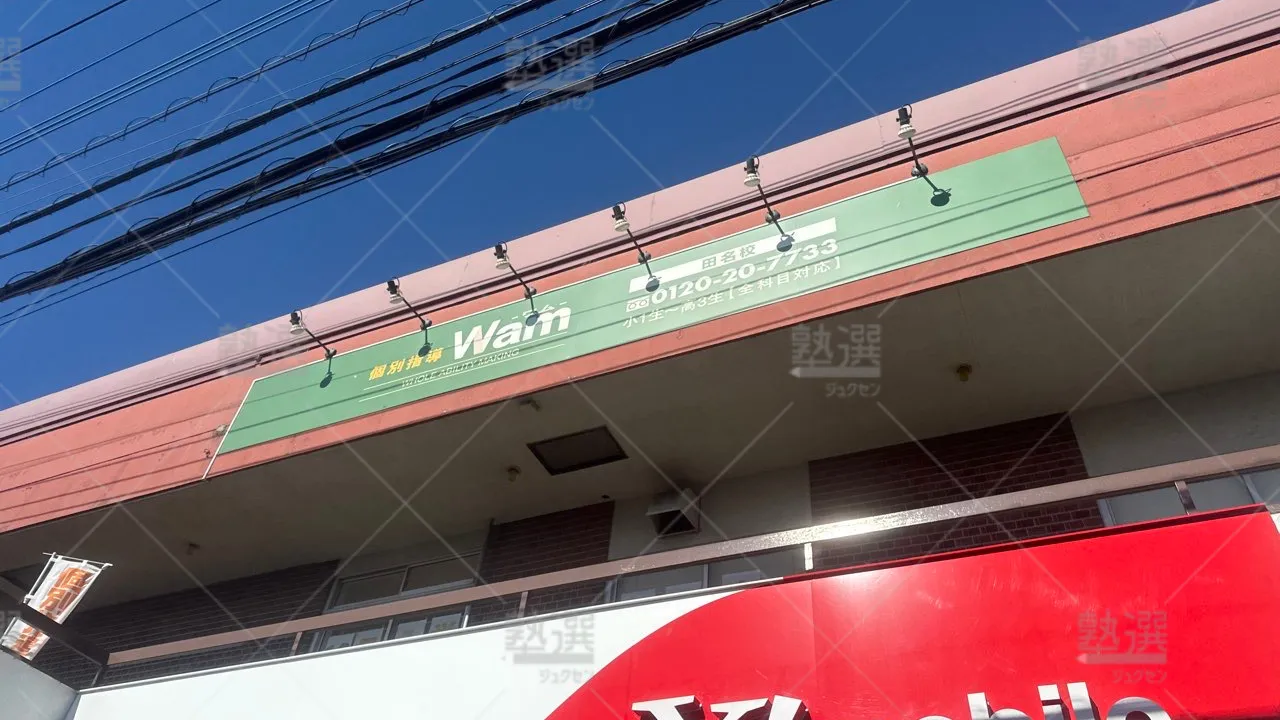 個別指導 Wam
WHOLE ABILITY MAKING
田名校
0120-20-7733
小1生〜高3生【全科目対応】
Y! mobile
塾選
ジュクセン